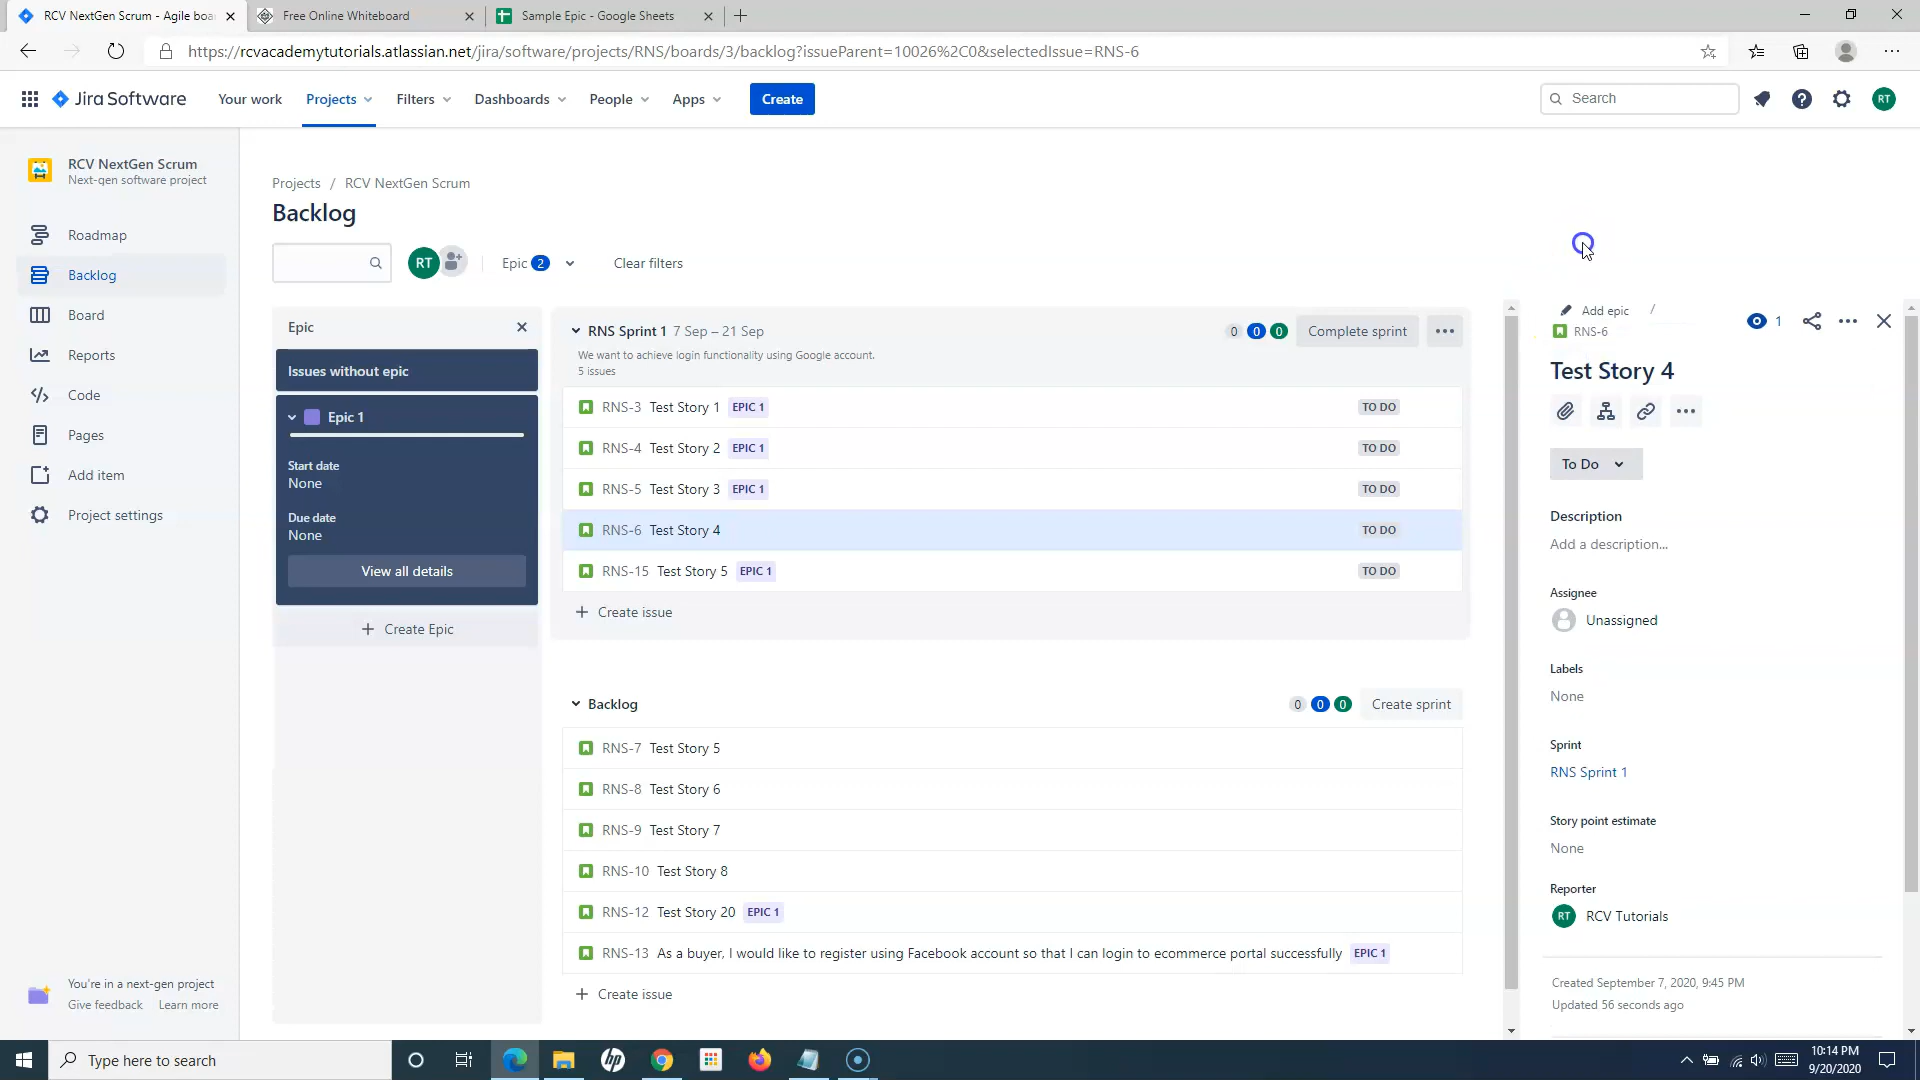 RCV NextGen Scrum - Agile boa
Free Online Whiteboard
Sample Epic - Google Sheets
https://rcvacademytutorials.atlassian.net/jira/software/projects/RNS/boards/3/backlog?issueParent=10026%2C0&selectedIssue=RNS-6
Jira Software
Your work
Projects
Filters
Dashboards
People
Apps
Create
Search
RT
RCV NextGen Scrum
Next-gen software project
Roadmap
Backlog
Board
Reports
Code
Pages
Add item
Project settings
You're in a next-gen project
Give feedback Learn more
Projects / RCV NextGen Scrum
Backlog
RT
Epic 2
Clear filters
Epic
Issues without epic
Epic 1
Start date
None
Due date
None
View all details
+ Create Epic
RNS Sprint 1 7 Sep – 21 Sep
0 0 0 Complete sprint
We want to achieve login functionality using Google account.
5 issues
RNS-3 Test Story 1 EPIC 1 TO DO
RNS-4 Test Story 2 EPIC 1 TO DO
RNS-5 Test Story 3 EPIC 1 TO DO
RNS-6 Test Story 4 TO DO
RNS-15 Test Story 5 EPIC 1 TO DO
+ Create issue
Backlog 0 0 0 Create sprint
RNS-7 Test Story 5
RNS-8 Test Story 6
RNS-9 Test Story 7
RNS-10 Test Story 8
RNS-12 Test Story 20 EPIC 1
RNS-13 As a buyer, I would like to register using Facebook account so that I can login to ecommerce portal successfully EPIC 1
+ Create issue
Add epic /
RNS-6
1
Test Story 4
To Do
Description
Add a description...
Assignee
Unassigned
Labels
None
Sprint
RNS Sprint 1
Story point estimate
None
Reporter
RT RCV Tutorials
Created September 7, 2020, 9:45 PM
Updated 56 seconds ago
Type here to search
hp
10:14 PM
9/20/2020